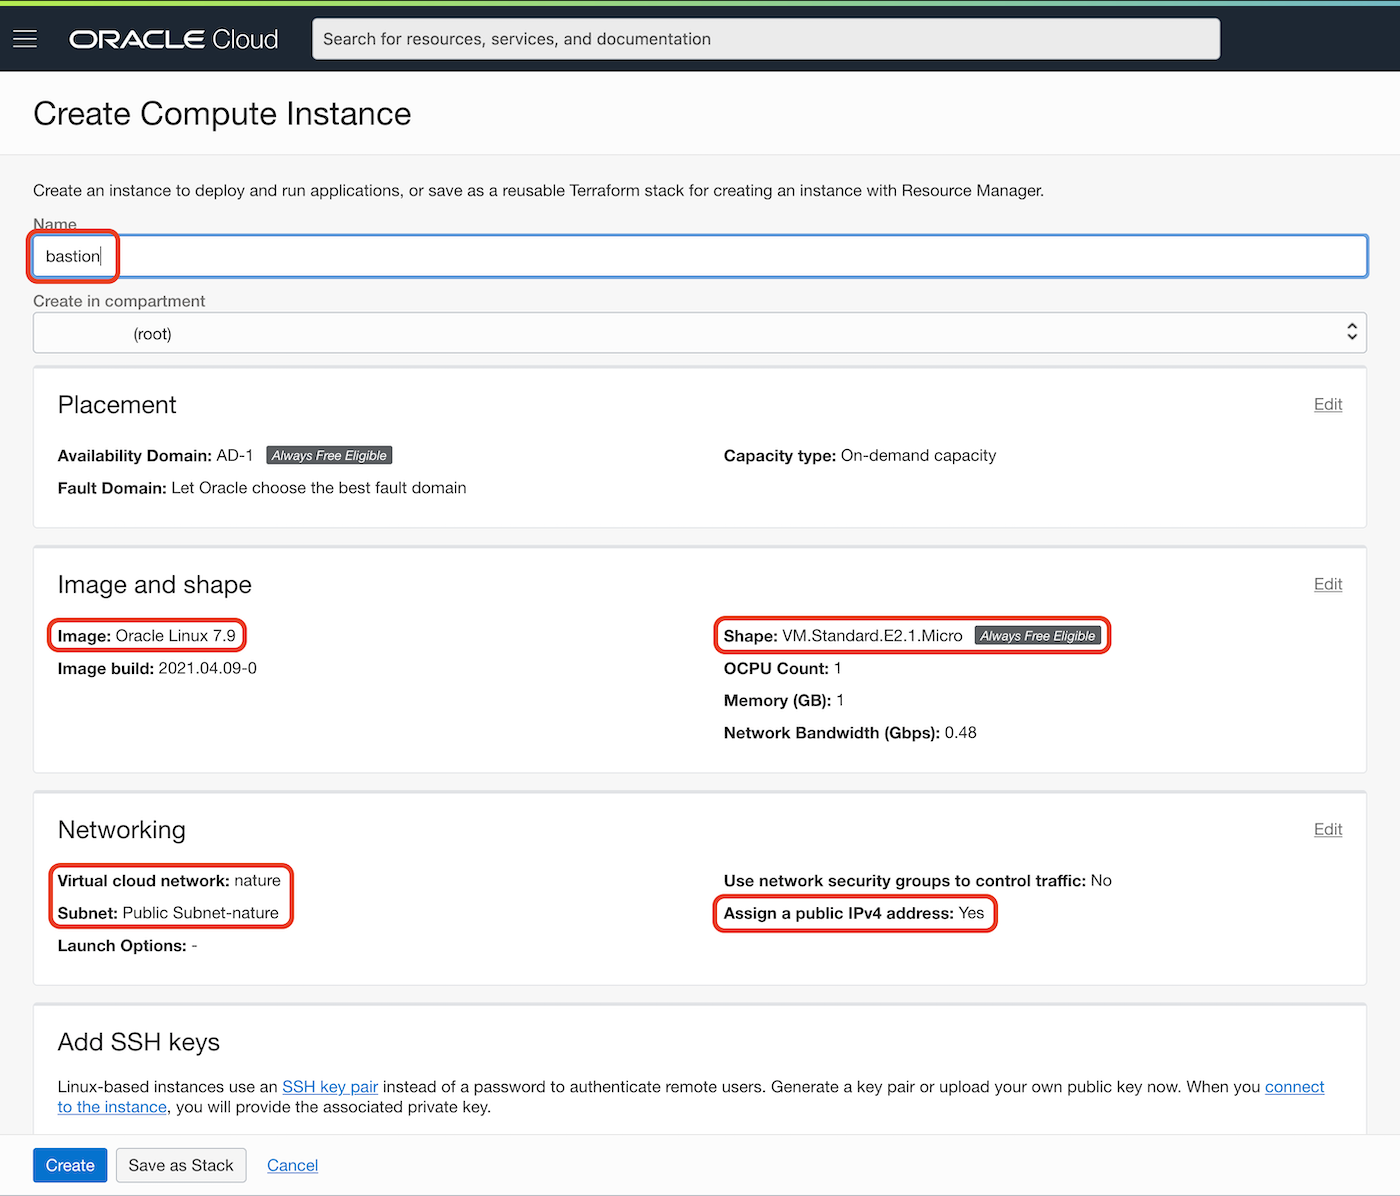 ORACLE Cloud
Search for resources, services, and documentation
Create Compute Instance
Create an instance to deploy and run applications, or save as a reusable Terraform stack for creating an instance with Resource Manager.
Name
bastion
Create in compartment
(root)
Placement
Edit
Availability Domain: AD-1 Always Free Eligible
Capacity type: On-demand capacity
Fault Domain: Let Oracle choose the best fault domain
Image and shape
Edit
Image: Oracle Linux 7.9
Shape: VM.Standard.E2.1.Micro Always Free Eligible
Image build: 2021.04.09-0
OCPU Count: 1
Memory (GB): 1
Network Bandwidth (Gbps): 0.48
Networking
Edit
Virtual cloud network: nature
Use network security groups to control traffic: No
Subnet: Public Subnet-nature
Assign a public IPv4 address: Yes
Launch Options: -
Add SSH keys
Linux-based instances use an SSH key pair instead of a password to authenticate remote users. Generate a key pair or upload your own public key now. When you connect
to the instance, you will provide the associated private key.
Create
Save as Stack
Cancel